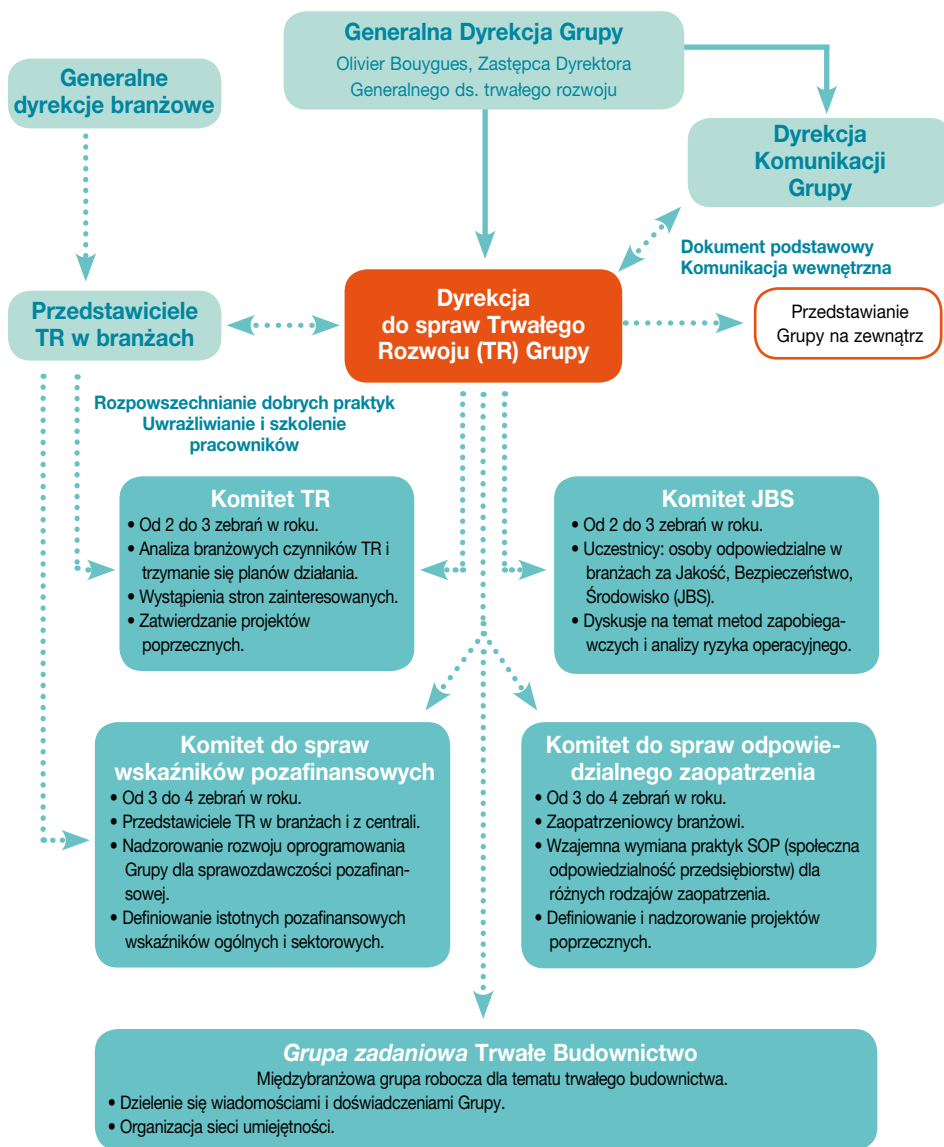 Generalna Dyrekcja Grupy
Olivier Bouygues, Zastępca Dyrektora
Generalnego ds. trwałego rozwoju
Generalne
dyrekcje branżowe
Dyrekcja
Komunikacji
Grupy
Dokument podstawowy
Komunikacja wewnętrzna
Przedstawiciele
TR w branżach
Dyrekcja
do spraw Trwałego
Rozwoju (TR) Grupy
Przedstawianie
Grupy na zewnątrz
Rozpowszechnianie dobrych praktyk
Uwrażliwianie i szkolenie
pracowników
Komitet TR
• Od 2 do 3 zebrań w roku.
• Analiza branżowych czynników TR i
trzymanie się planów działania.
• Wystąpienia stron zainteresowanych.
• Zatwierdzanie projektów
poprzecznych.
Komitet JBS
• Od 2 do 3 zebrań w roku.
• Uczestnicy: osoby odpowiedzialne w
branżach za Jakość, Bezpieczeństwo,
Środowisko (JBS).
• Dyskusje na temat metod zapobiega-
wczych i analizy ryzyka operacyjnego.
Komitet do spraw
wskaźników pozafinansowych
• Od 3 do 4 zebrań w roku.
• Przedstawiciele TR w branżach i z centrali.
• Nadzorowanie rozwoju oprogramowania
Grupy dla sprawozdawczości pozafinan-
sowej.
• Definiowanie istotnych pozafinansowych
wskaźników ogólnych i sektorowych.
Komitet do spraw odpowie-
dzialnego zaopatrzenia
• Od 3 do 4 zebrań w roku.
• Zaopatrzeniowcy branżowi.
• Wzajemna wymiana praktyk SOP (społeczna
odpowiedzialność przedsiębiorstw) dla
różnych rodzajów zaopatrzenia.
• Definiowanie i nadzorowanie projektów
poprzecznych.
Grupa zadaniowa Trwałe Budownictwo
Międzybranżowa grupa robocza dla tematu trwałego budownictwa.
• Dzielenie się wiadomościami i doświadczeniami Grupy.
• Organizacja sieci umiejętności.